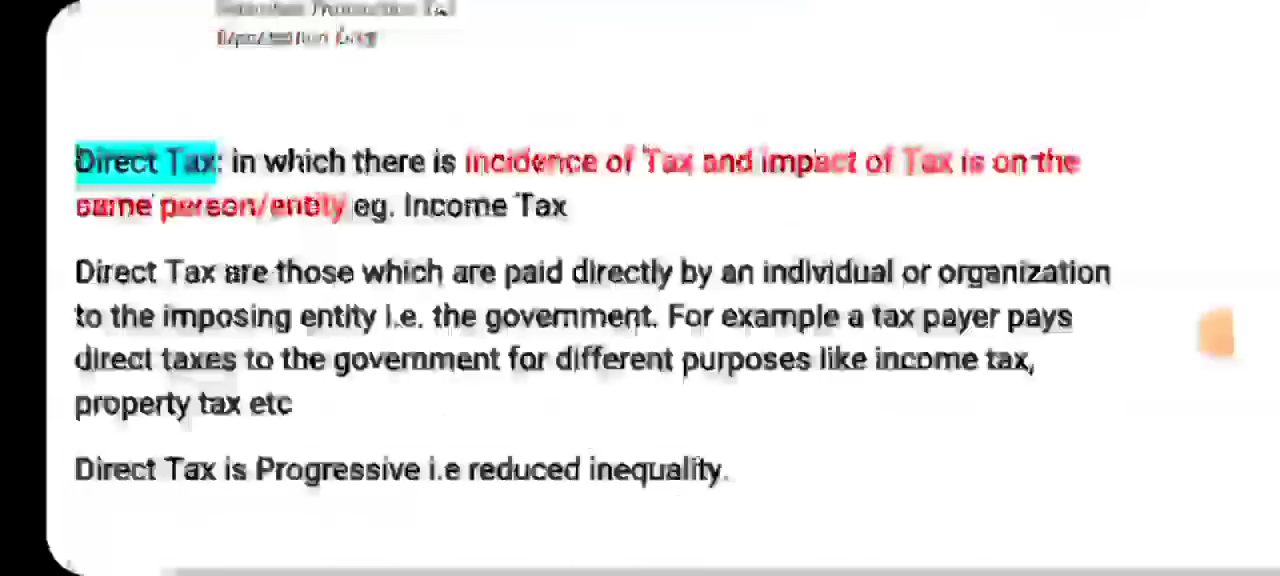 Direct Tax: in which there is incidence of Tax and impact of Tax is on the
same person/entity eg. Income Tax
Direct Tax are those which are paid directly by an individual or organization
to the imposing entity i.e. the government. For example a tax payer pays
direct taxes to the government for different purposes like income tax,
property tax etc
Direct Tax is Progressive i.e reduced inequality.